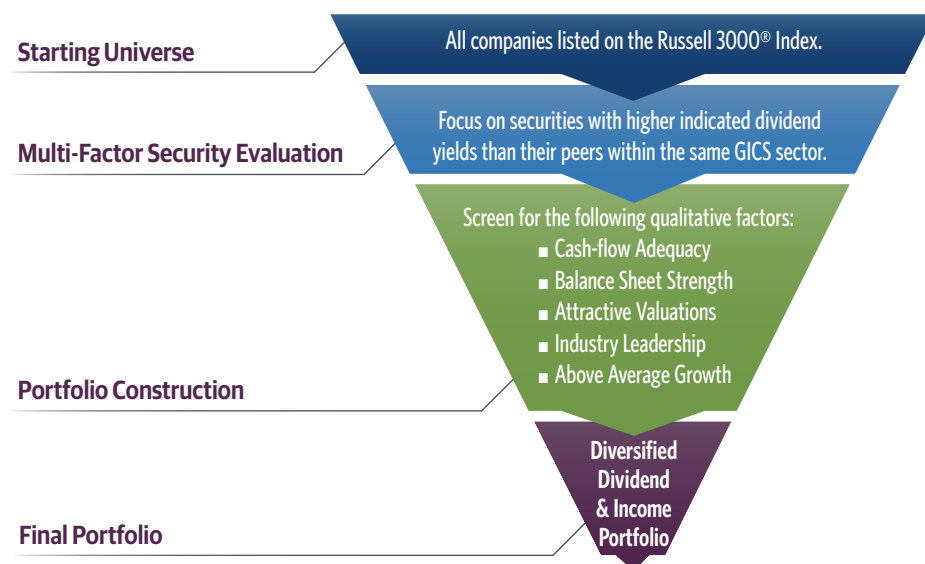 Starting Universe
All companies listed on the Russell 3000® Index.
Multi-Factor Security Evaluation
Focus on securities with higher indicated dividend
yields than their peers within the same GICS sector.
Screen for the following qualitative factors:
■ Cash-flow Adequacy
■ Balance Sheet Strength
■ Attractive Valuations
■ Industry Leadership
■ Above Average Growth
Portfolio Construction
Diversified
Dividend
& Income
Portfolio
Final Portfolio